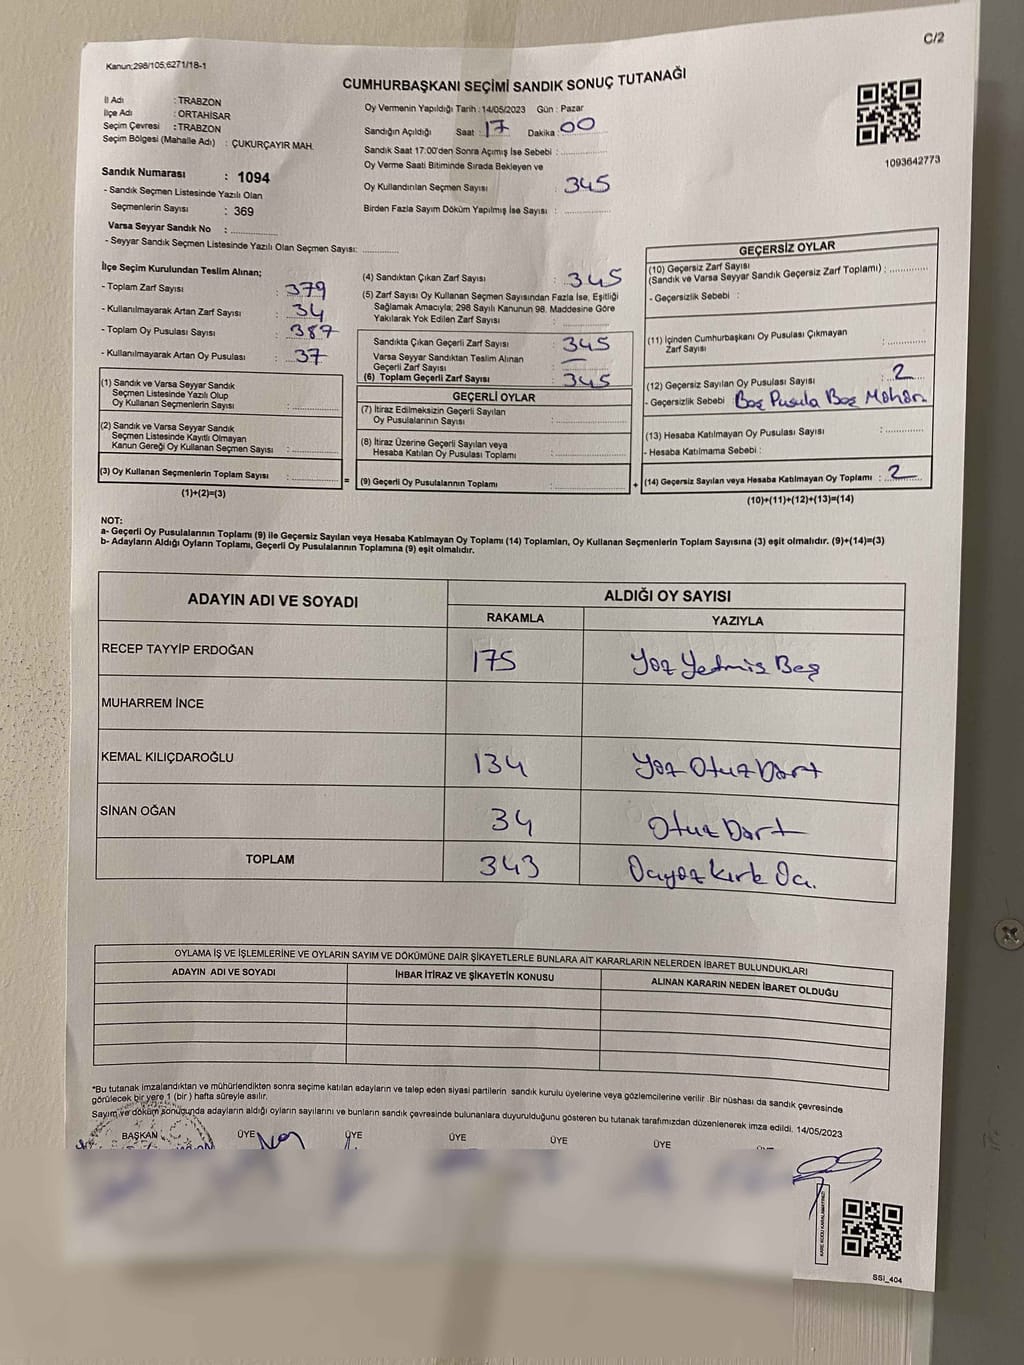 C/2
Kanun;298/105;6271/18-1
CUMHURBAŞKANI SEÇİMİ SANDIK SONUÇ TUTANAĞI
İl Adı : TRABZON
İlçe Adı : ORTAHİSAR
Seçim Çevresi : TRABZON
Seçim Bölgesi (Mahalle Adı) : ÇUKURÇAYIR MAH.
Sandık Numarası : 1094
- Sandık Seçmen Listesinde Yazılı Olan
Seçmenlerin Sayısı : 369
Varsa Seyyar Sandık No :
- Seyyar Sandık Seçmen Listesinde Yazılı Olan Seçmen Sayısı:
Oy Vermenin Yapıldığı Tarih : 14/05/2023 Gün : Pazar
Sandığın Açıldığı Saat : 17 Dakika : 00
Sandık Saat 17:00'den Sonra Açımış İse Sebebi :
Oy Verme Saati Bitiminde Sırada Bekleyen ve
Oy Kullandırılan Seçmen Sayısı : 345
Birden Fazla Sayım Döküm Yapılmış İse Sayısı :
1093642773
İlçe Seçim Kurulundan Teslim Alınan;
- Toplam Zarf Sayısı : 379
- Kullanılmayarak Artan Zarf Sayısı : 34
- Toplam Oy Pusulası Sayısı : 387
- Kullanılmayarak Artan Oy Pusulası : 37
(1) Sandık ve Varsa Seyyar Sandık
Seçmen Listesinde Yazılı Olup
Oy Kullanan Seçmenlerin Sayısı :
(2) Sandık ve Varsa Seyyar Sandık
Seçmen Listesinde Kayıtlı Olmayan
Kanun Gereği Oy Kullanan Seçmen Sayısı :
(3) Oy Kullanan Seçmenlerin Toplam Sayısı :
(1)+(2)=(3)
(4) Sandıktan Çıkan Zarf Sayısı : 345
(5) Zarf Sayısı Oy Kullanan Seçmen Sayısından Fazla İse, Eşitliği
Sağlamak Amacıyla; 298 Sayılı Kanunun 98. Maddesine Göre
Yakılarak Yok Edilen Zarf Sayısı :
Sandıkta Çıkan Geçerli Zarf Sayısı : 345
Varsa Seyyar Sandıktan Teslim Alınan
Geçerli Zarf Sayısı : —
(6) Toplam Geçerli Zarf Sayısı : 345
GEÇERLİ OYLAR
(7) İtiraz Edilmeksizin Geçerli Sayılan
Oy Pusulalarının Sayısı :
(8) İtiraz Üzerine Geçerli Sayılan veya
Hesaba Katılan Oy Pusulası Toplamı :
= (9) Geçerli Oy Pusulalarının Toplamı :
GEÇERSİZ OYLAR
(10) Geçersiz Zarf Sayısı
(Sandık ve Varsa Seyyar Sandık Geçersiz Zarf Toplamı) :
- Geçersizlik Sebebi :
(11) İçinden Cumhurbaşkanı Oy Pusulası Çıkmayan
Zarf Sayısı :
(12) Geçersiz Sayılan Oy Pusulası Sayısı : 2
- Geçersizlik Sebebi Boş Pusula Boş Möhör
(13) Hesaba Katılmayan Oy Pusulası Sayısı :
- Hesaba Katılmama Sebebi :
+ (14) Geçersiz Sayılan veya Hesaba Katılmayan Oy Toplamı : 2
(10)+(11)+(12)+(13)=(14)
NOT:
a- Geçerli Oy Pusulalarının Toplamı (9) ile Geçersiz Sayılan veya Hesaba Katılmayan Oy Toplamı (14) Toplamları, Oy Kullanan Seçmenlerin Toplam Sayısına (3) eşit olmalıdır. (9)+(14)=(3)
b- Adayların Aldığı Oyların Toplamı, Geçerli Oy Pusulalarının Toplamına (9) eşit olmalıdır.
ADAYIN ADI VE SOYADI ALDIĞI OY SAYISI
RAKAMLA YAZIYLA
RECEP TAYYİP ERDOĞAN 175 Yöz Yedmiş Beş
MUHARREM İNCE
KEMAL KILIÇDAROĞLU 134 Yöz Otuz Dört
SİNAN OĞAN 34 Otuz Dört
TOPLAM 343 Üçyöz Kırk Üç.
OYLAMA İŞ VE İŞLEMLERİNE VE OYLARIN SAYIM VE DÖKÜMÜNE DAİR ŞİKAYETLERLE BUNLARA AİT KARARLARIN NELERDEN İBARET BULUNDUKLARI
ADAYIN ADI VE SOYADI İHBAR İTİRAZ VE ŞİKAYETİN KONUSU ALINAN KARARIN NEDEN İBARET OLDUĞU
*Bu tutanak imzalandıktan ve mühürlendikten sonra seçime katılan adayların ve talep eden siyasi partilerin sandık kurulu üyelerine veya gözlemcilerine verilir .Bir nüshası da sandık çevresinde
görülecek bir yere 1 (bir ) hafta süreyle asılır.
Sayım ve döküm sonucunda adayların aldığı oyların sayılarını ve bunların sandık çevresinde bulunanlara duyurulduğunu gösteren bu tutanak tarafımızdan düzenlenerek imza edildi. 14/05/2023
BAŞKAN ÜYE ÜYE ÜYE ÜYE ÜYE
KARE KODU KARALAMAYINIZ!
SSI_404